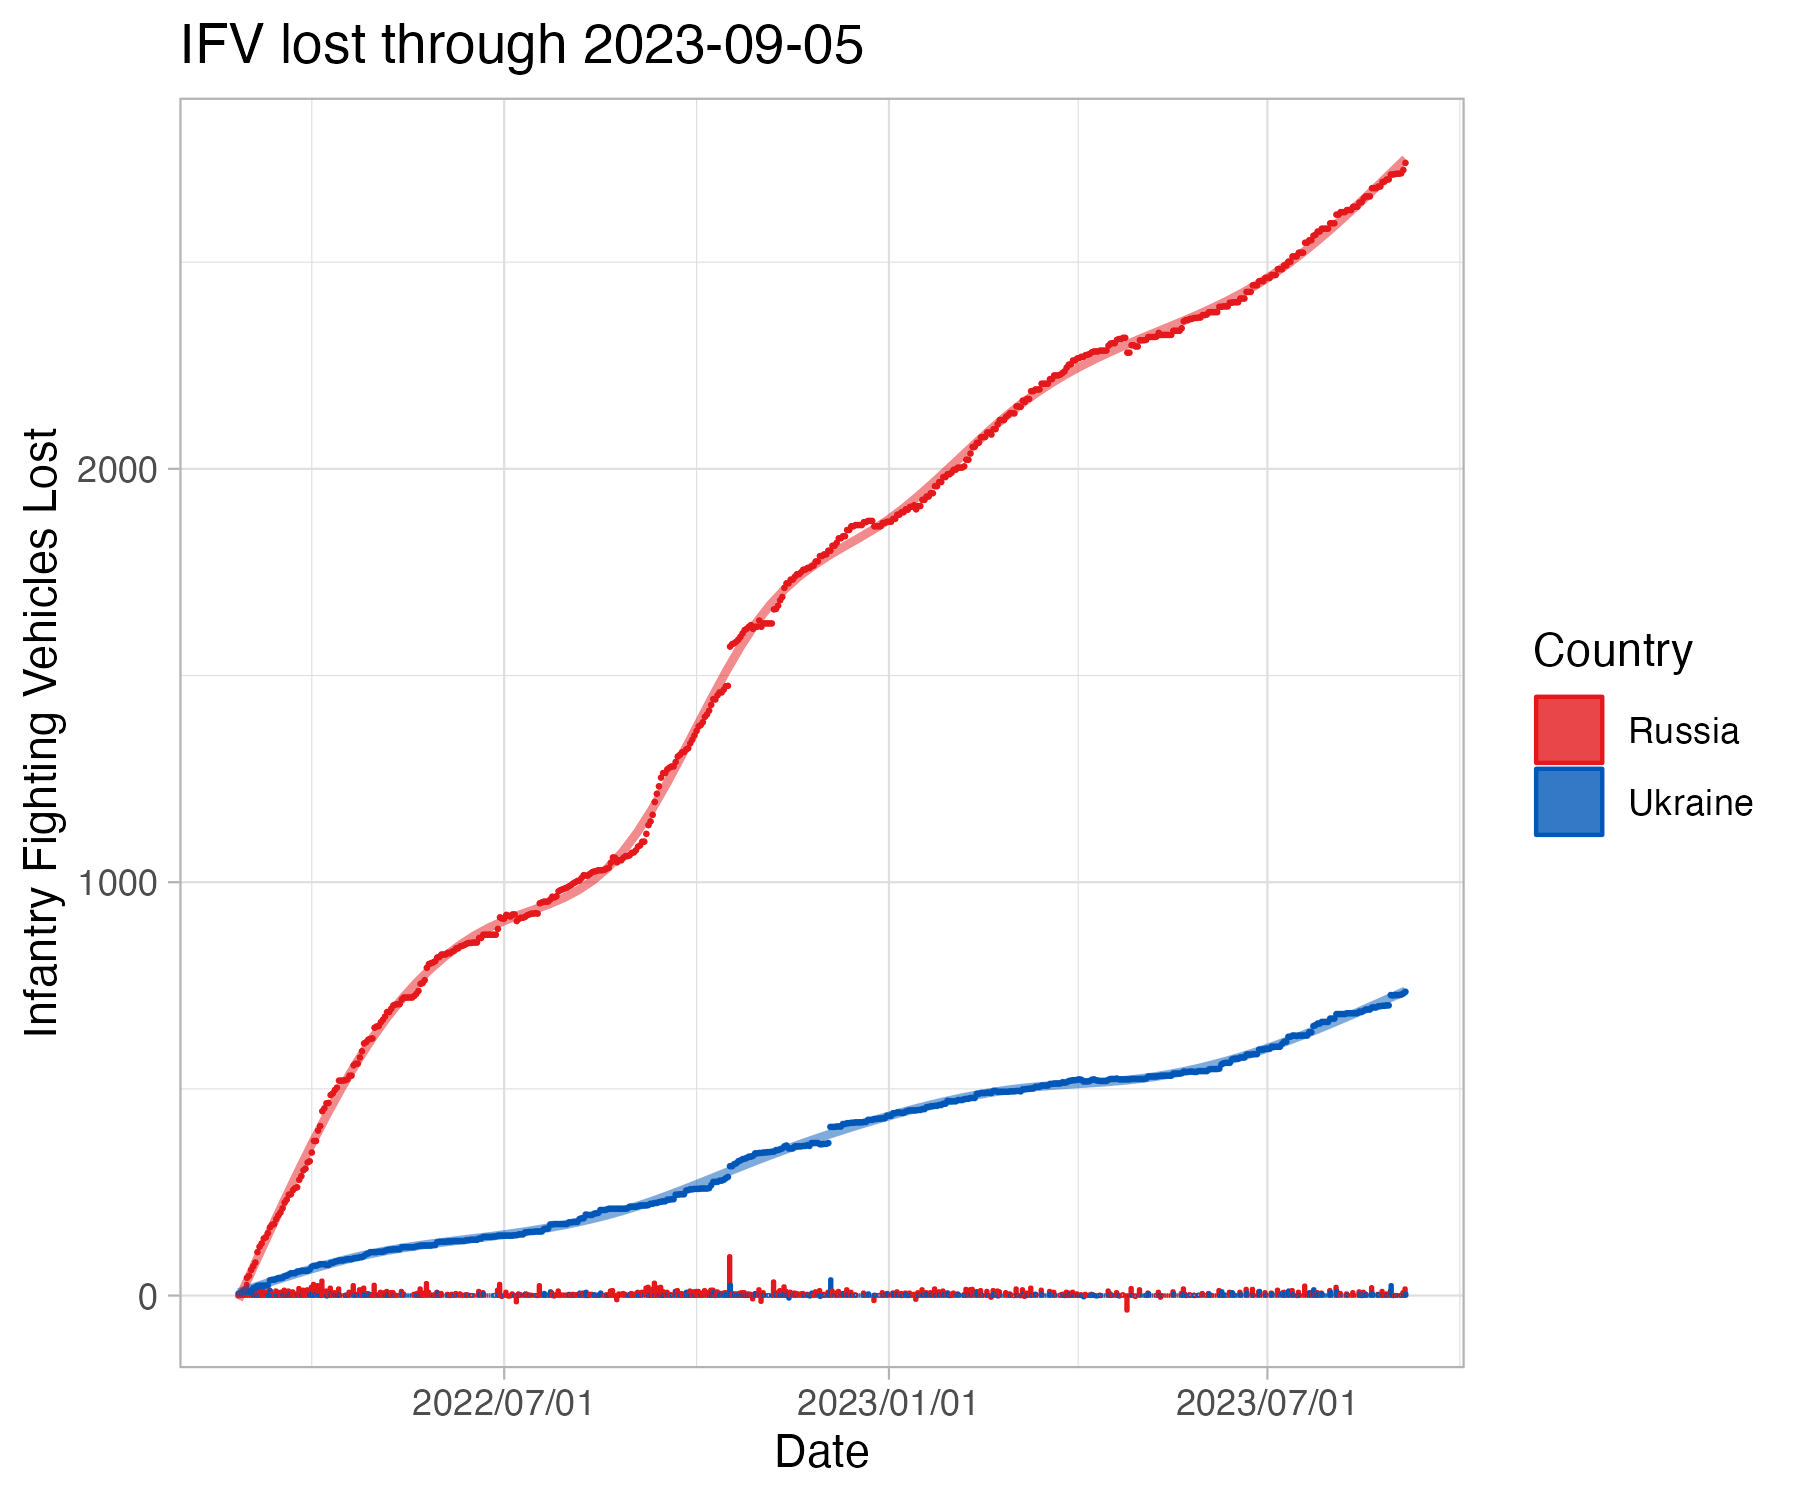 IFV lost through 2023-09-05
Infantry Fighting Vehicles Lost
2000
1000
0
2022/07/01
2023/01/01
2023/07/01
Date
Country
Russia
Ukraine